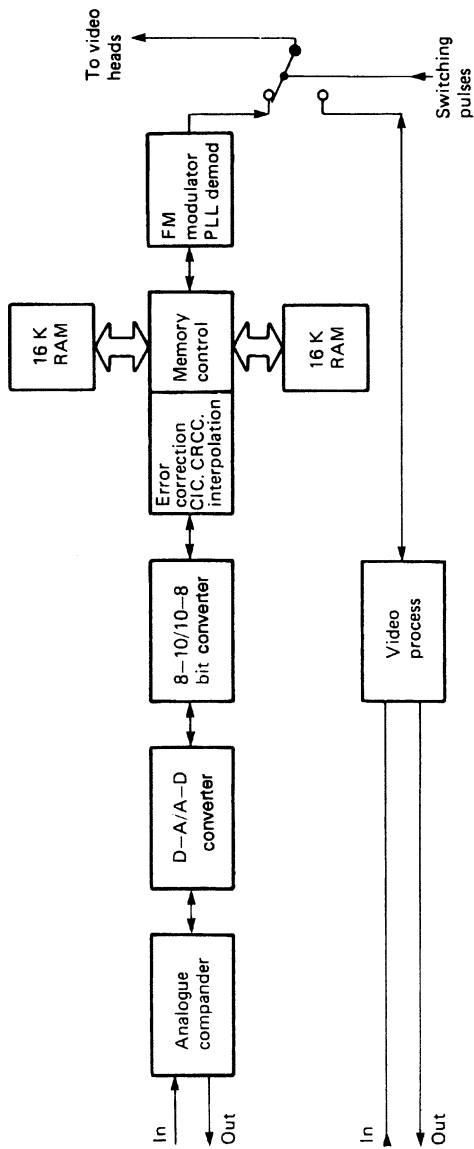 In
Out
Analogue
compander
D–A/A–D
converter
8–10/10–8
bit converter
Error
correction
CIC. CRCC.
interpolation
Memory
control
16 K
RAM
16 K
RAM
FM
modulator
PLL demod
To video
heads
Switching
pulses
In
Out
Video
process